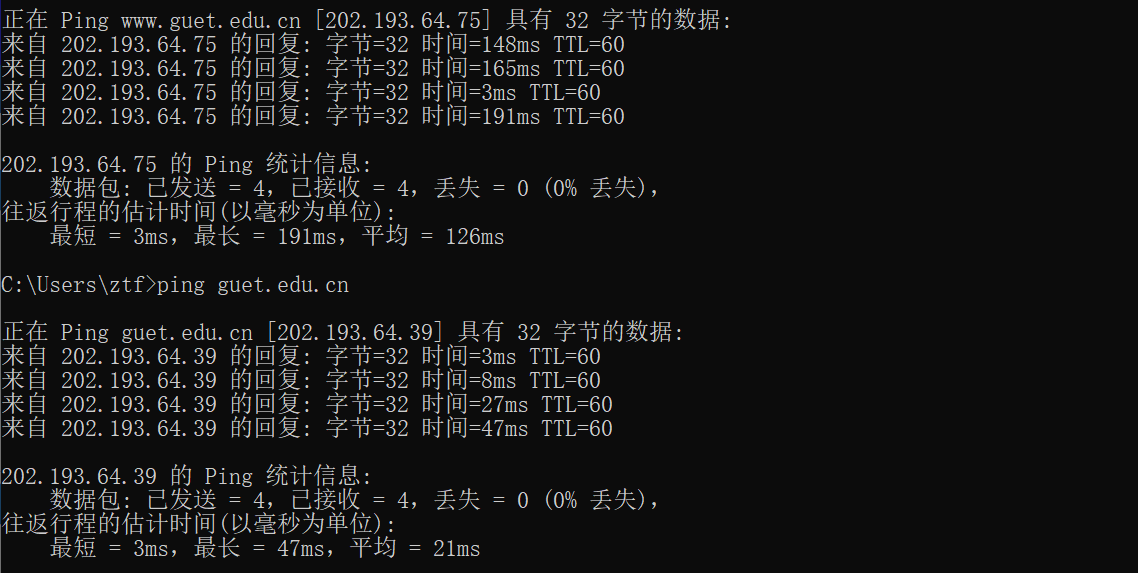 正在 Ping www.guet.edu.cn [202.193.64.75] 具有 32 字节的数据:
来自 202.193.64.75 的回复: 字节=32 时间=148ms TTL=60
来自 202.193.64.75 的回复: 字节=32 时间=165ms TTL=60
来自 202.193.64.75 的回复: 字节=32 时间=3ms TTL=60
来自 202.193.64.75 的回复: 字节=32 时间=191ms TTL=60
202.193.64.75 的 Ping 统计信息:
数据包: 已发送 = 4，已接收 = 4，丢失 = 0 (0% 丢失)，
往返行程的估计时间(以毫秒为单位):
最短 = 3ms，最长 = 191ms，平均 = 126ms
C:\Users\ztf>ping guet.edu.cn
正在 Ping guet.edu.cn [202.193.64.39] 具有 32 字节的数据:
来自 202.193.64.39 的回复: 字节=32 时间=3ms TTL=60
来自 202.193.64.39 的回复: 字节=32 时间=8ms TTL=60
来自 202.193.64.39 的回复: 字节=32 时间=27ms TTL=60
来自 202.193.64.39 的回复: 字节=32 时间=47ms TTL=60
202.193.64.39 的 Ping 统计信息:
数据包: 已发送 = 4，已接收 = 4，丢失 = 0 (0% 丢失)，
往返行程的估计时间(以毫秒为单位):
最短 = 3ms，最长 = 47ms，平均 = 21ms